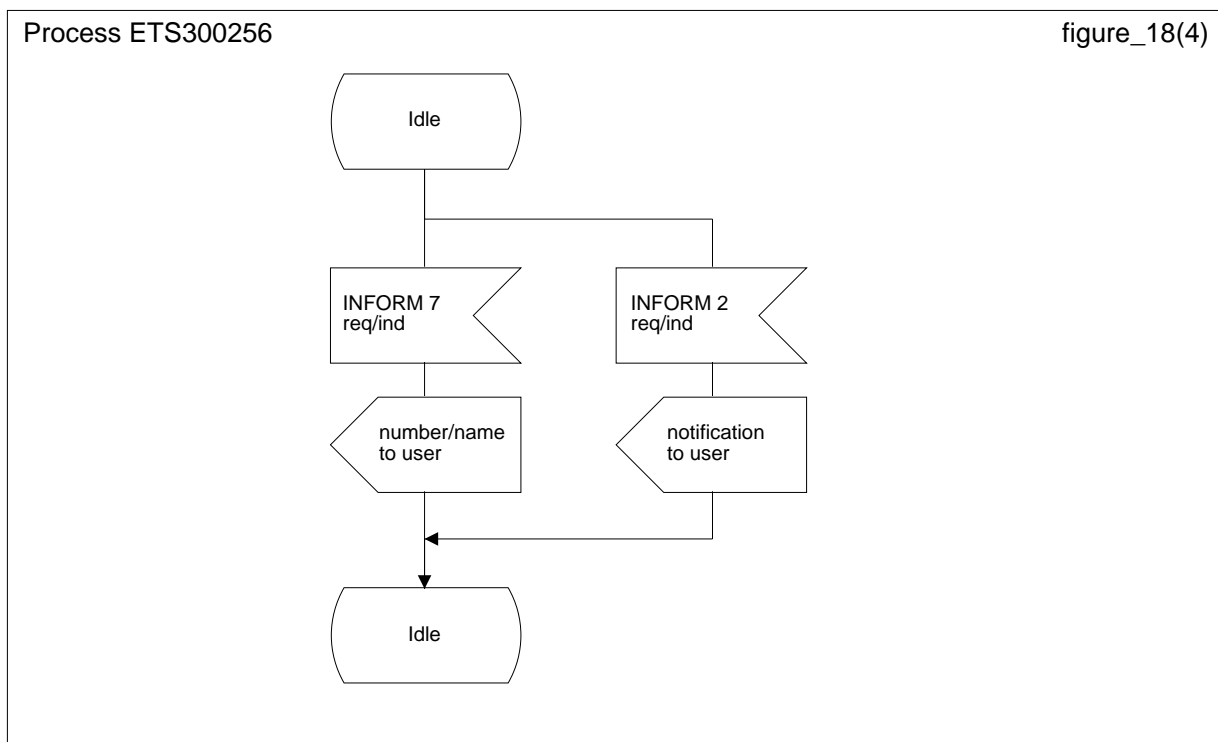 Process ETS300256
figure_18(4)
Idle
INFORM 7
req/ind
INFORM 2
req/ind
number/name
to user
notification
to user
Idle